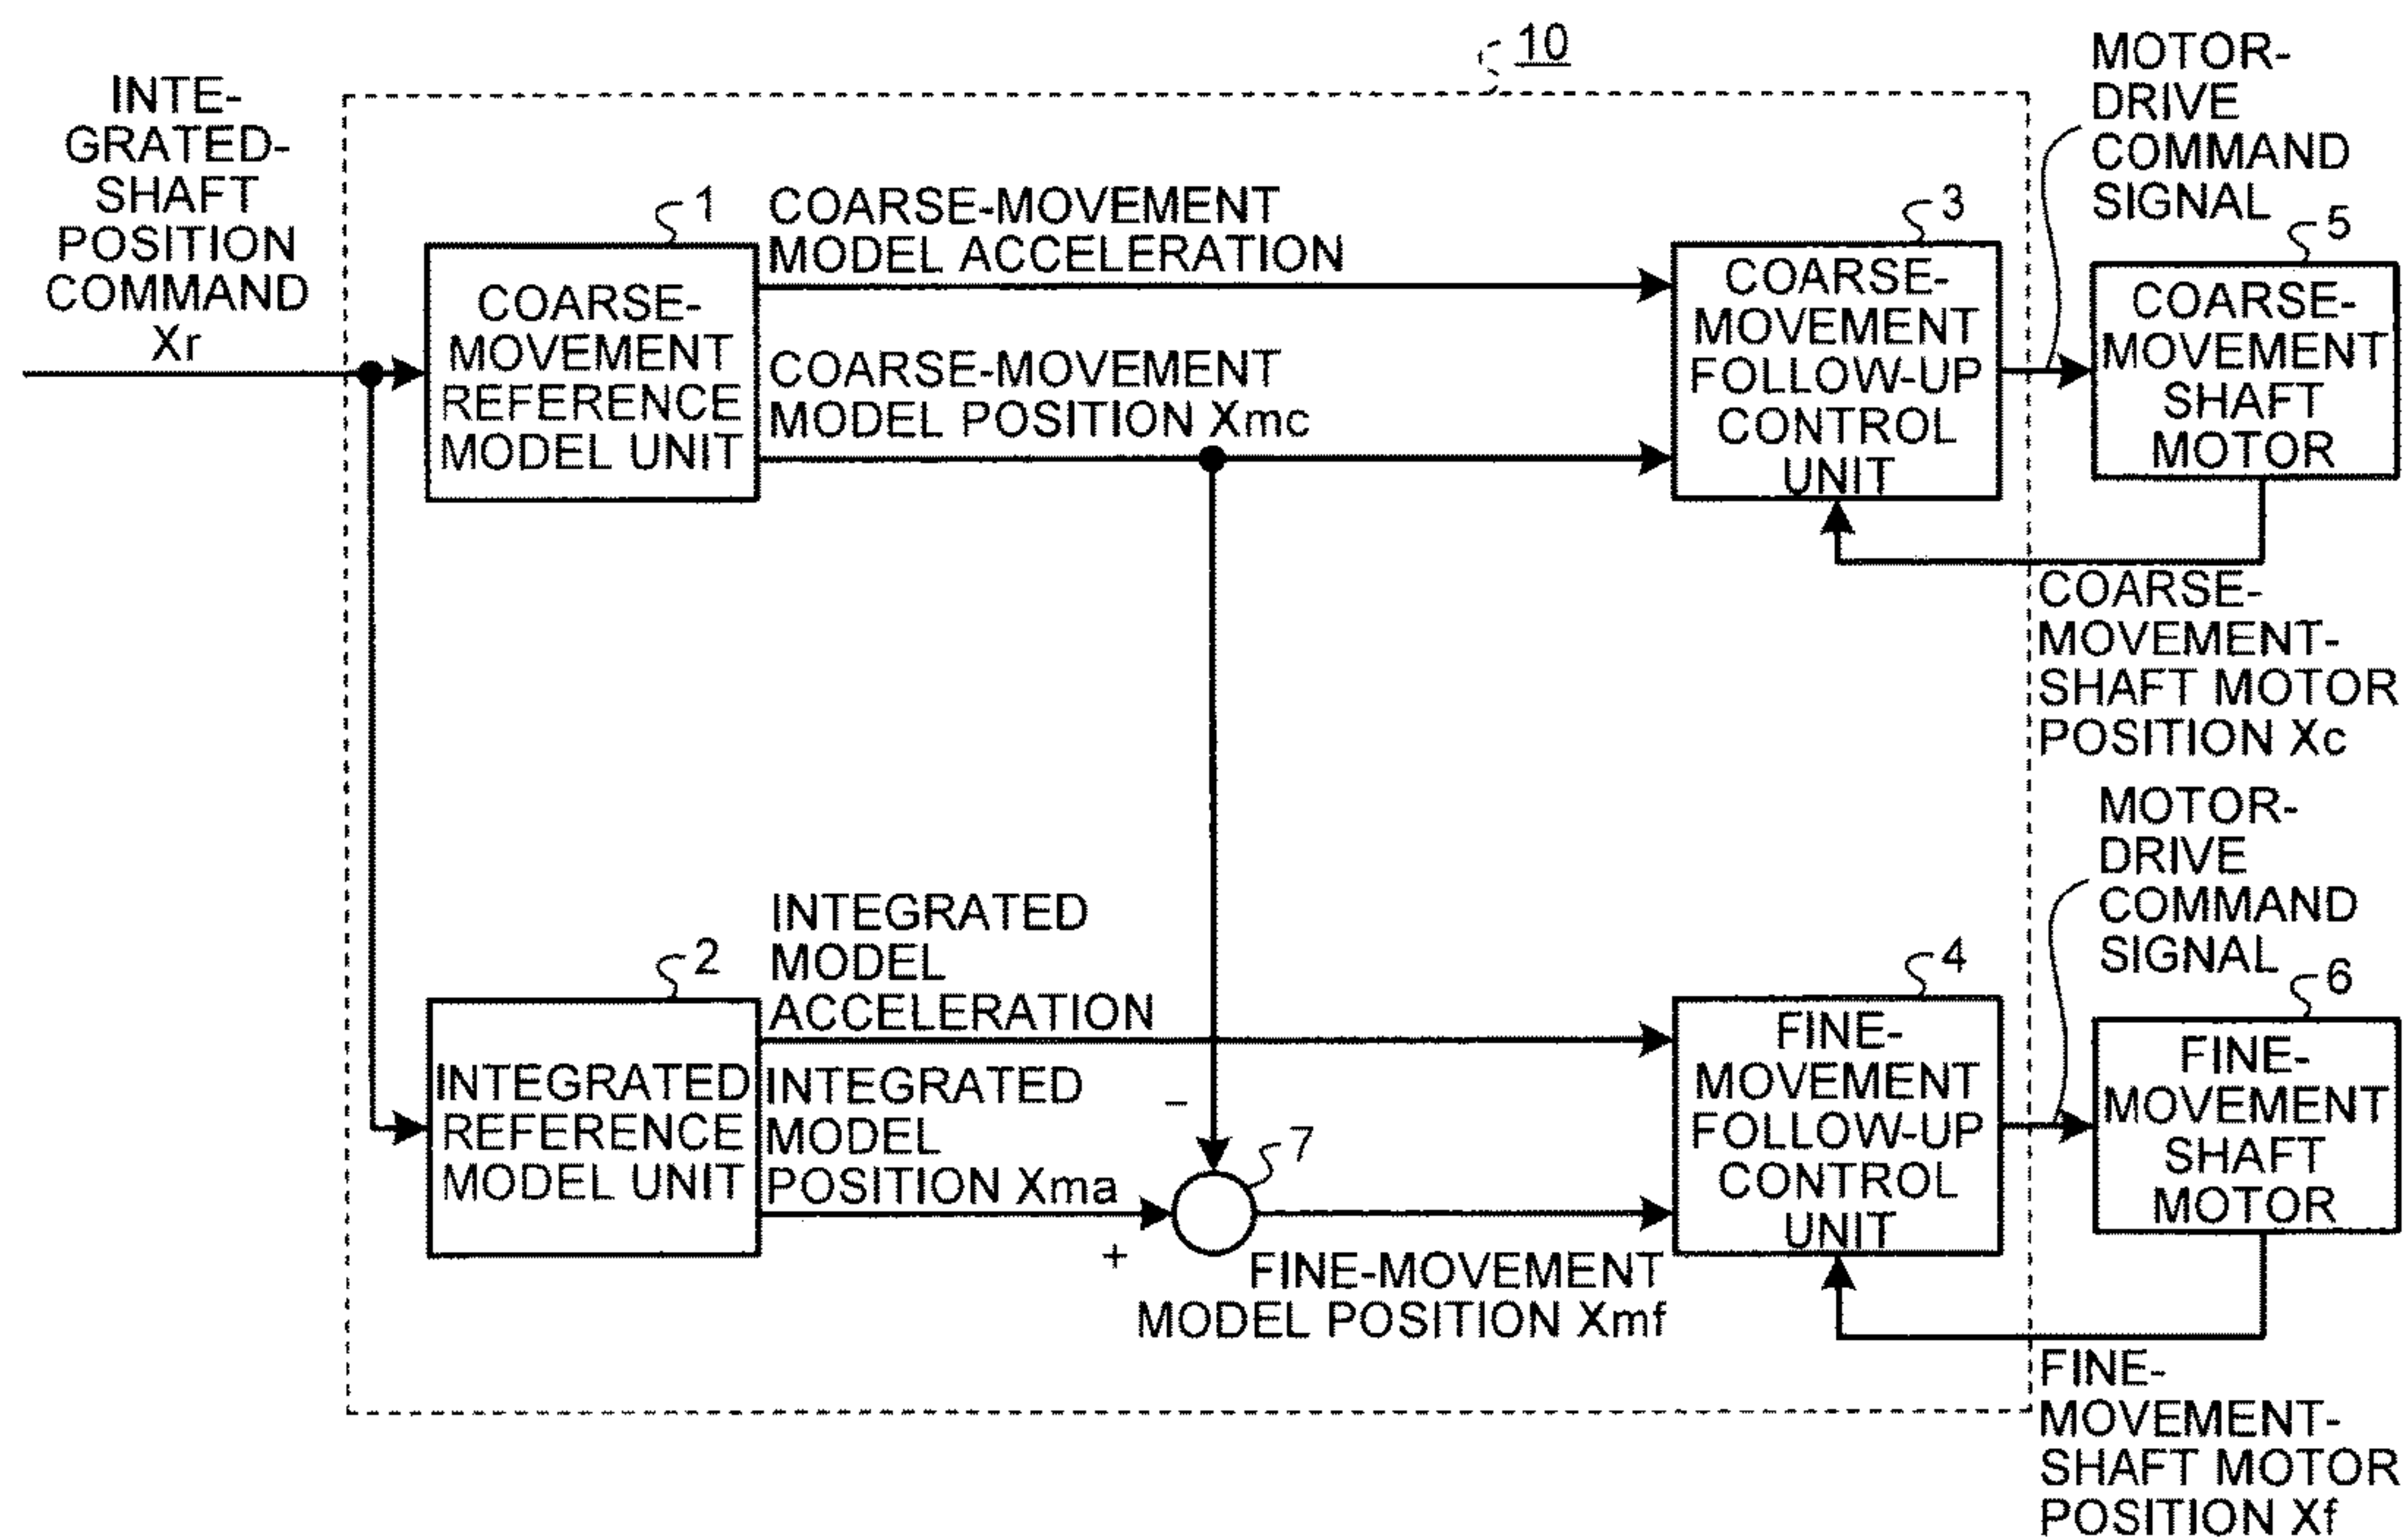 10
INTE-
GRATED-
SHAFT
POSITION
COMMAND
Xr
1
COARSE-
MOVEMENT
REFERENCE
MODEL UNIT
COARSE-MOVEMENT
MODEL ACCELERATION
COARSE-MOVEMENT
MODEL POSITION Xmc
3
COARSE-
MOVEMENT
FOLLOW-UP
CONTROL
UNIT
MOTOR-
DRIVE
COMMAND
SIGNAL
5
COARSE-
MOVEMENT
SHAFT
MOTOR
COARSE-
MOVEMENT-
SHAFT MOTOR
POSITION Xc
2
INTEGRATED
REFERENCE
MODEL UNIT
INTEGRATED
MODEL
ACCELERATION
INTEGRATED
MODEL
POSITION Xma
−
+
7
FINE-MOVEMENT
MODEL POSITION Xmf
4
FINE-
MOVEMENT
FOLLOW-UP
CONTROL
UNIT
MOTOR-
DRIVE
COMMAND
SIGNAL
6
FINE-
MOVEMENT
SHAFT
MOTOR
FINE-
MOVEMENT-
SHAFT MOTOR
POSITION Xf